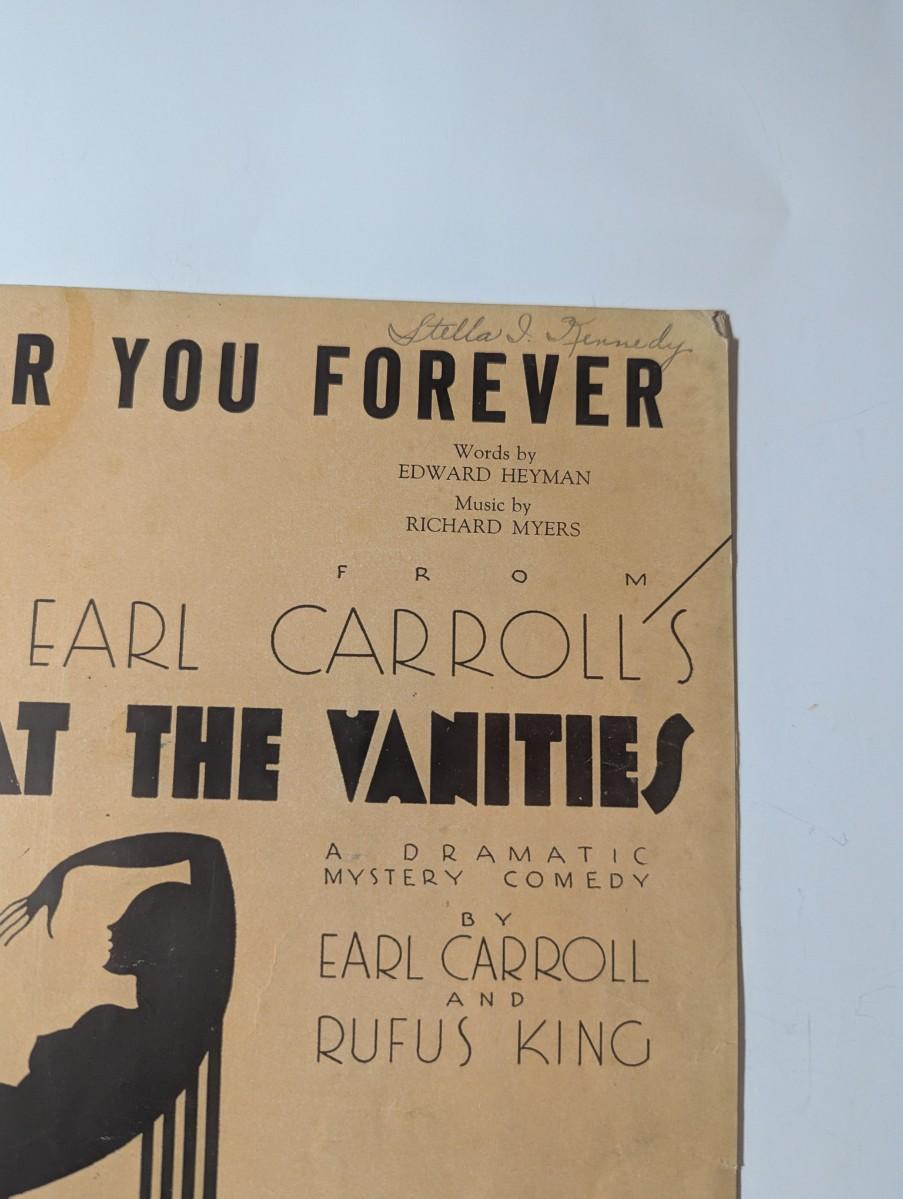 Stella I. Kennedy
R YOU FOREVER
Words by
EDWARD HEYMAN
Music by
RICHARD MYERS
FROM
EARL CARROLL'S
AT THE VANITIES
A DRAMATIC
MYSTERY COMEDY
BY
EARL CARROLL
AND
RUFUS KING